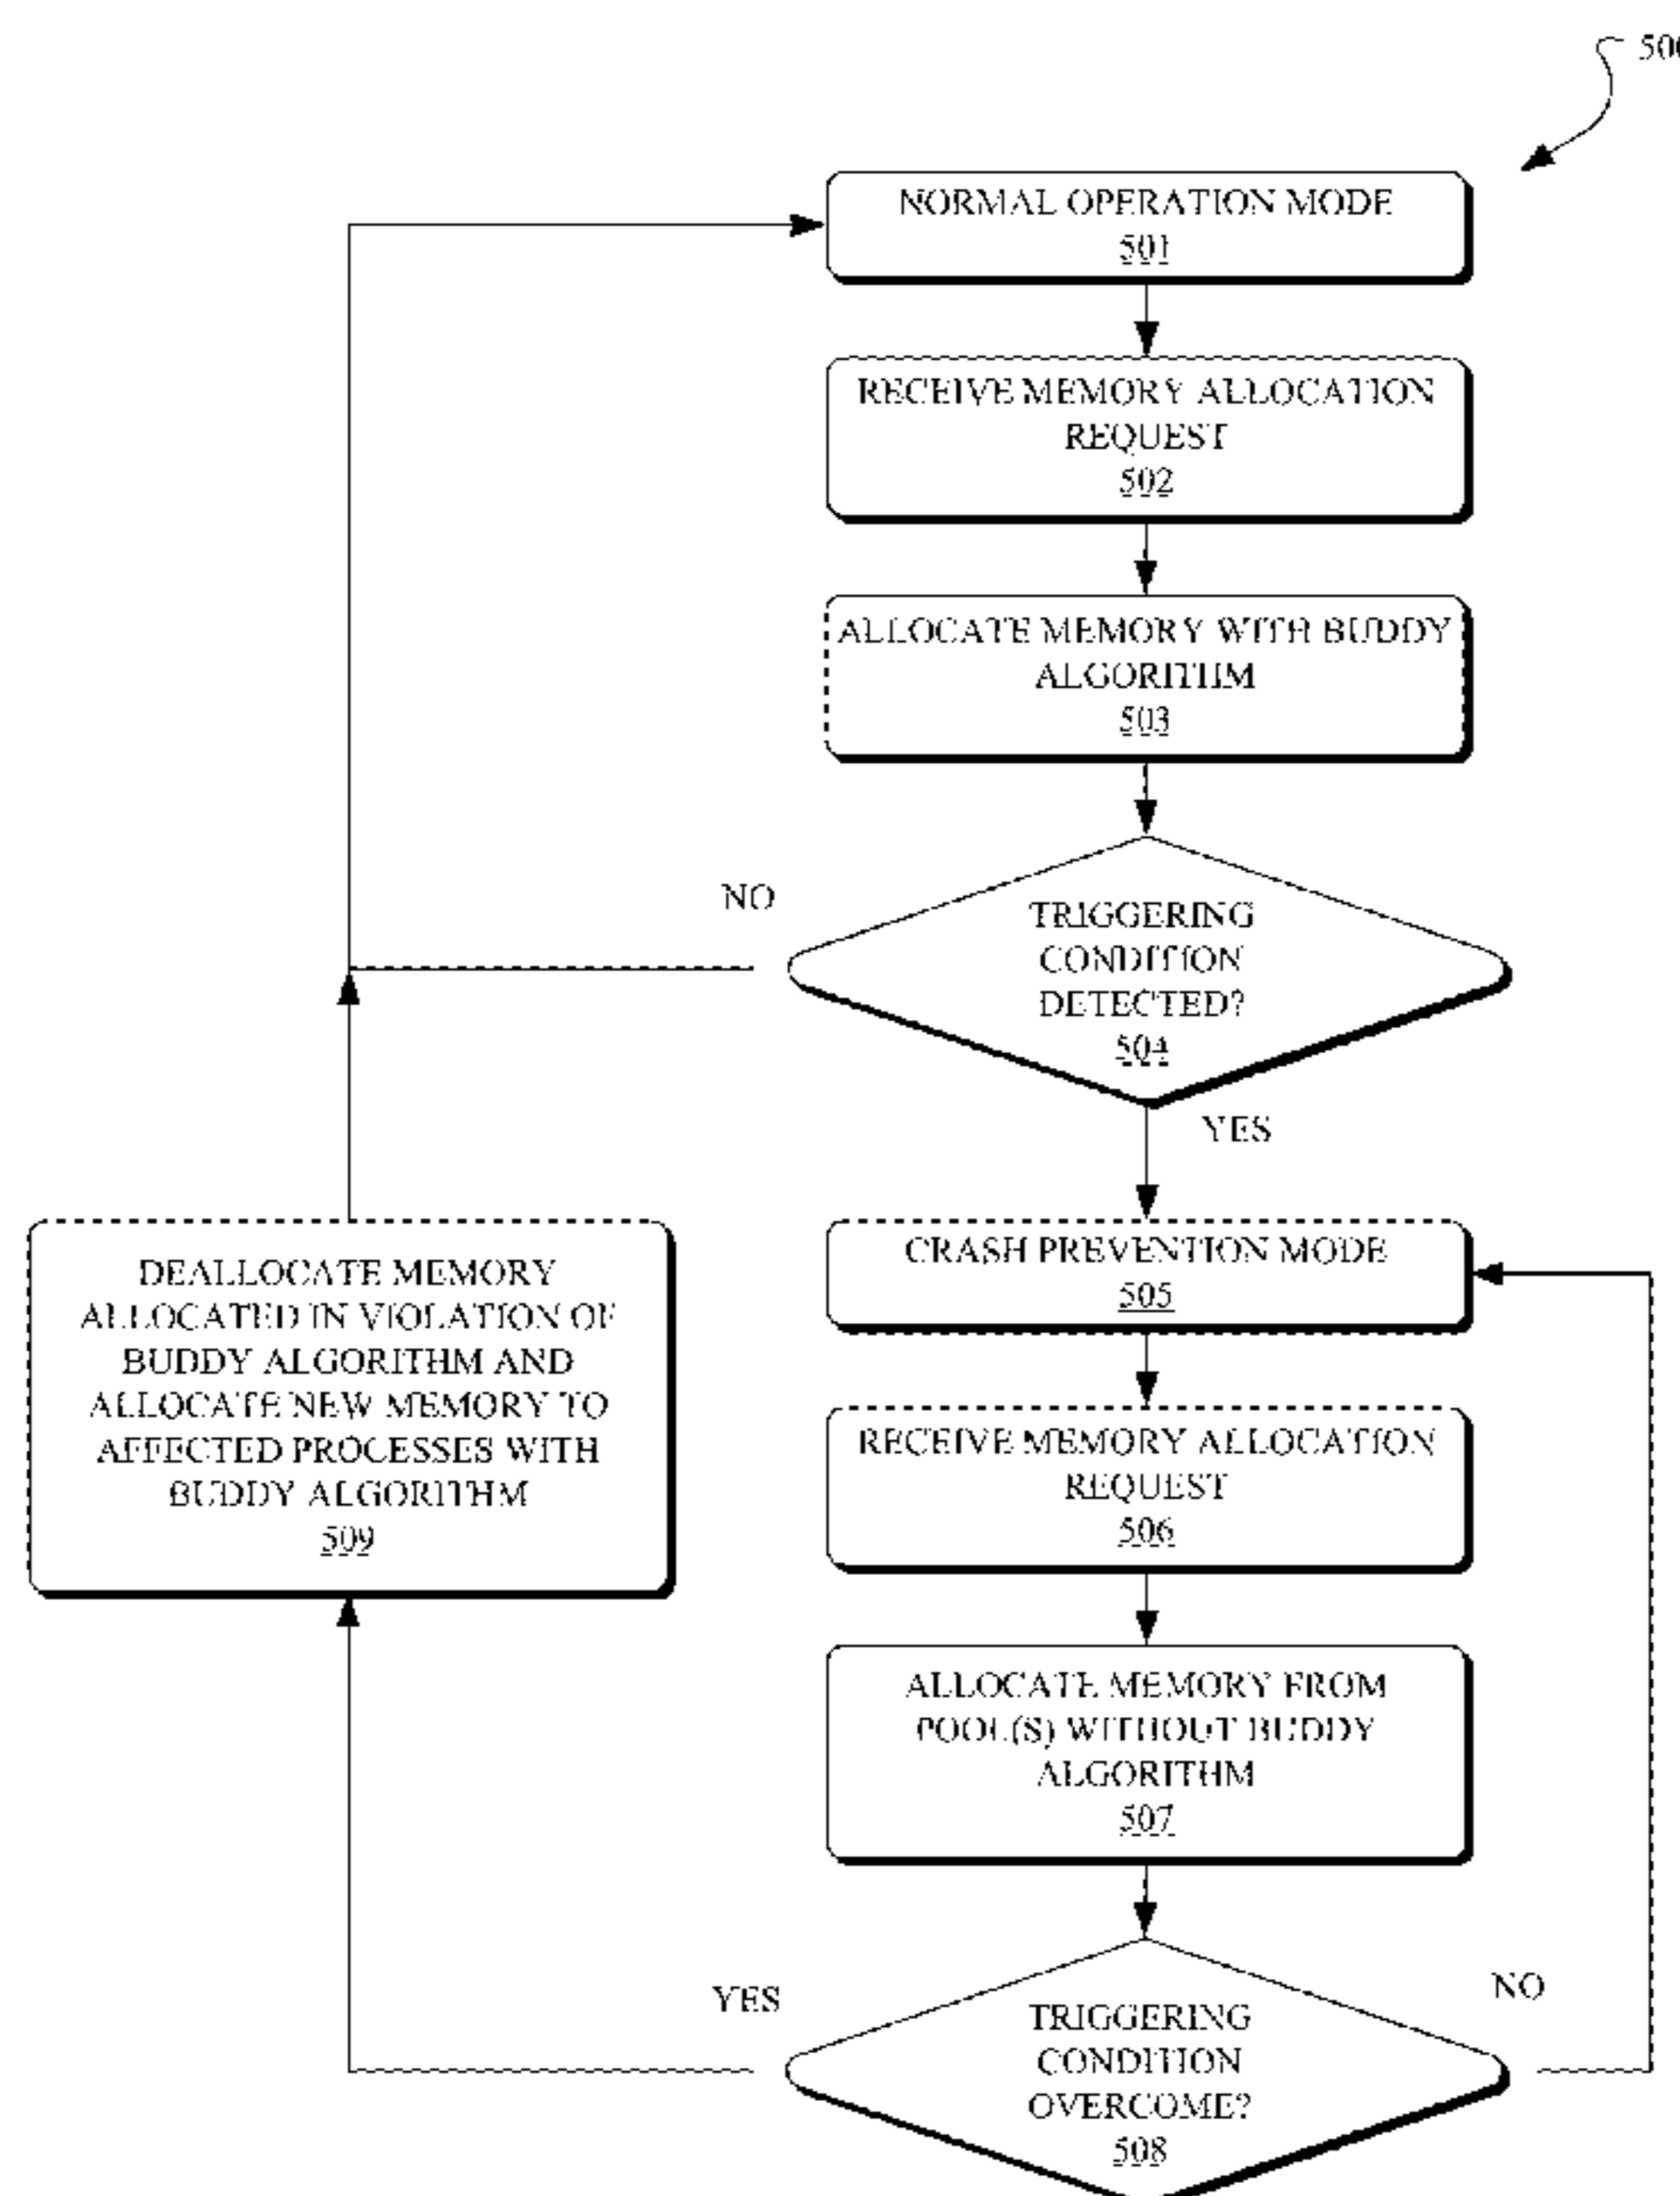 500
NORMAL OPERATION MODE
501
RECEIVE MEMORY ALLOCATION
REQUEST
502
ALLOCATE MEMORY WITH BUDDY
ALGORITHM
503
NO
TRIGGERING
CONDITION
DETECTED?
504
YES
CRASH PREVENTION MODE
505
DEALLOCATE MEMORY
ALLOCATED IN VIOLATION OF
BUDDY ALGORITHM AND
ALLOCATE NEW MEMORY TO
AFFECTED PROCESSES WITH
BUDDY ALGORITHM
509
RECEIVE MEMORY ALLOCATION
REQUEST
506
ALLOCATE MEMORY FROM
POOL(S) WITHOUT BUDDY
ALGORITHM
507
YES
NO
TRIGGERING
CONDITION
OVERCOME?
508